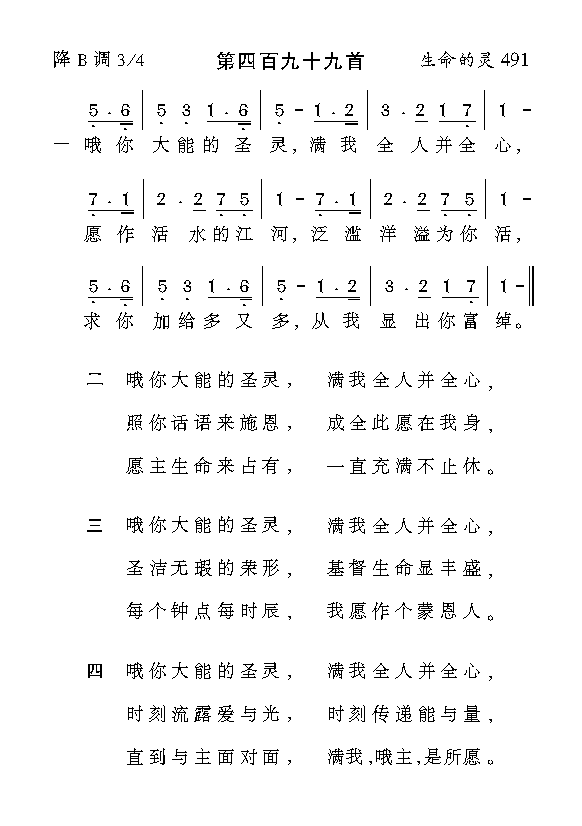 降B调3/4 第四百九十九首 生命的灵 491
5·6 | 5 3 1·6 | 5 - 1·2 | 3·2 1 7 | 1 -
一 哦你 大能的圣 灵,满我 全 人并全 心,
7·1 | 2·2 7 5 | 1 - 7·1 | 2·2 7 5 | 1 -
愿作 活 水的江 河,泛滥 洋 溢为你 活,
5·6 | 5 3 1·6 | 5 - 1·2 | 3·2 1 7 | 1 - ‖
求你 加给多又 多,从我 显 出你富 绰。
二 哦你大能的圣灵, 满我全人并全心,
照你话语来施恩, 成全此愿在我身,
愿主生命来占有, 一直充满不止休。
三 哦你大能的圣灵, 满我全人并全心,
圣洁无瑕的荣形, 基督生命显丰盛,
每个钟点每时辰, 我愿作个蒙恩人。
四 哦你大能的圣灵, 满我全人并全心,
时刻流露爱与光, 时刻传递能与量,
直到与主面对面, 满我,哦主,是所愿。